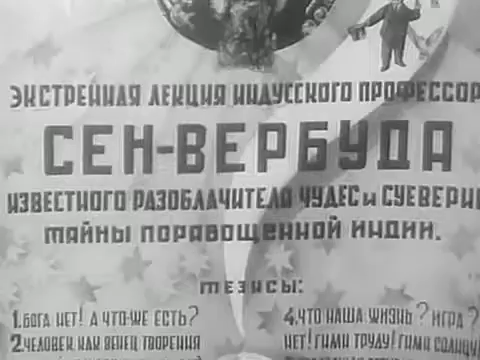 ЭКСТРЕННАЯ ЛЕКЦИЯ ИНДУССКОГО ПРОФЕССОР
СЕН-ВЕРБУДА
ИЗВЕСТНОГО РАЗОБЛАЧИТЕЛЯ ЧУДЕС и СУЕВЕРИ
ТАЙНЫ ПОРАБОЩЕННОЙ ИНДИИ.
ТЕЗИСЫ:
1. БОГА НЕТ! А ЧТО-ЖЕ ЕСТЬ?
2. ЧЕЛОВЕК КАК ВЕНЕЦ ТВОРЕНИЯ
4. ЧТО НАША ЖИЗНЬ? ИГРА?
НЕТ! ГИМН ТРУДУ! ГИМН СОЛНЦУ